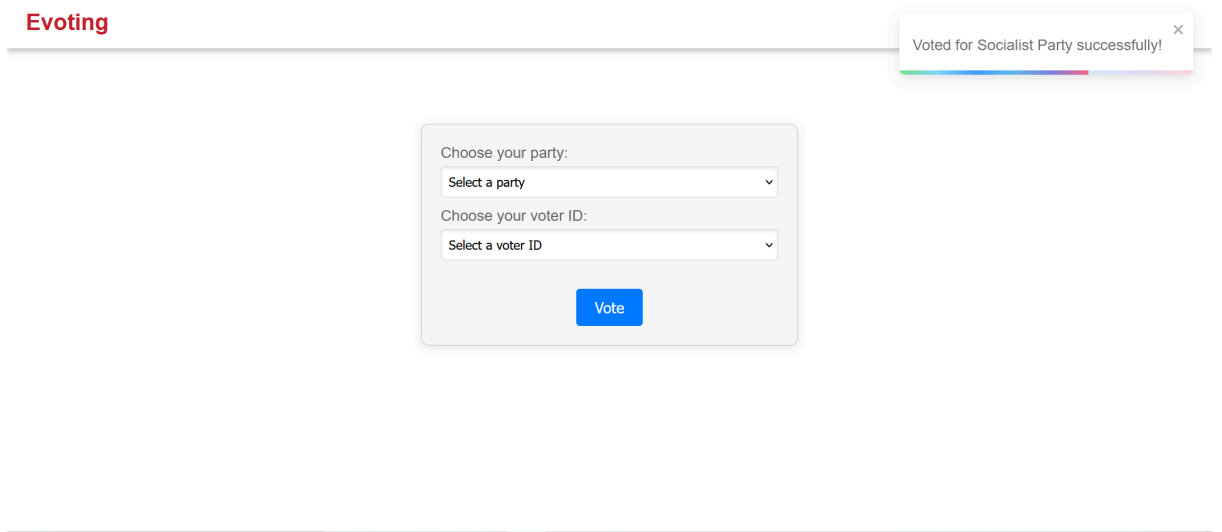 Evoting
Voted for Socialist Party successfully!
Choose your party:
Select a party
Choose your voter ID:
Select a voter ID
Vote